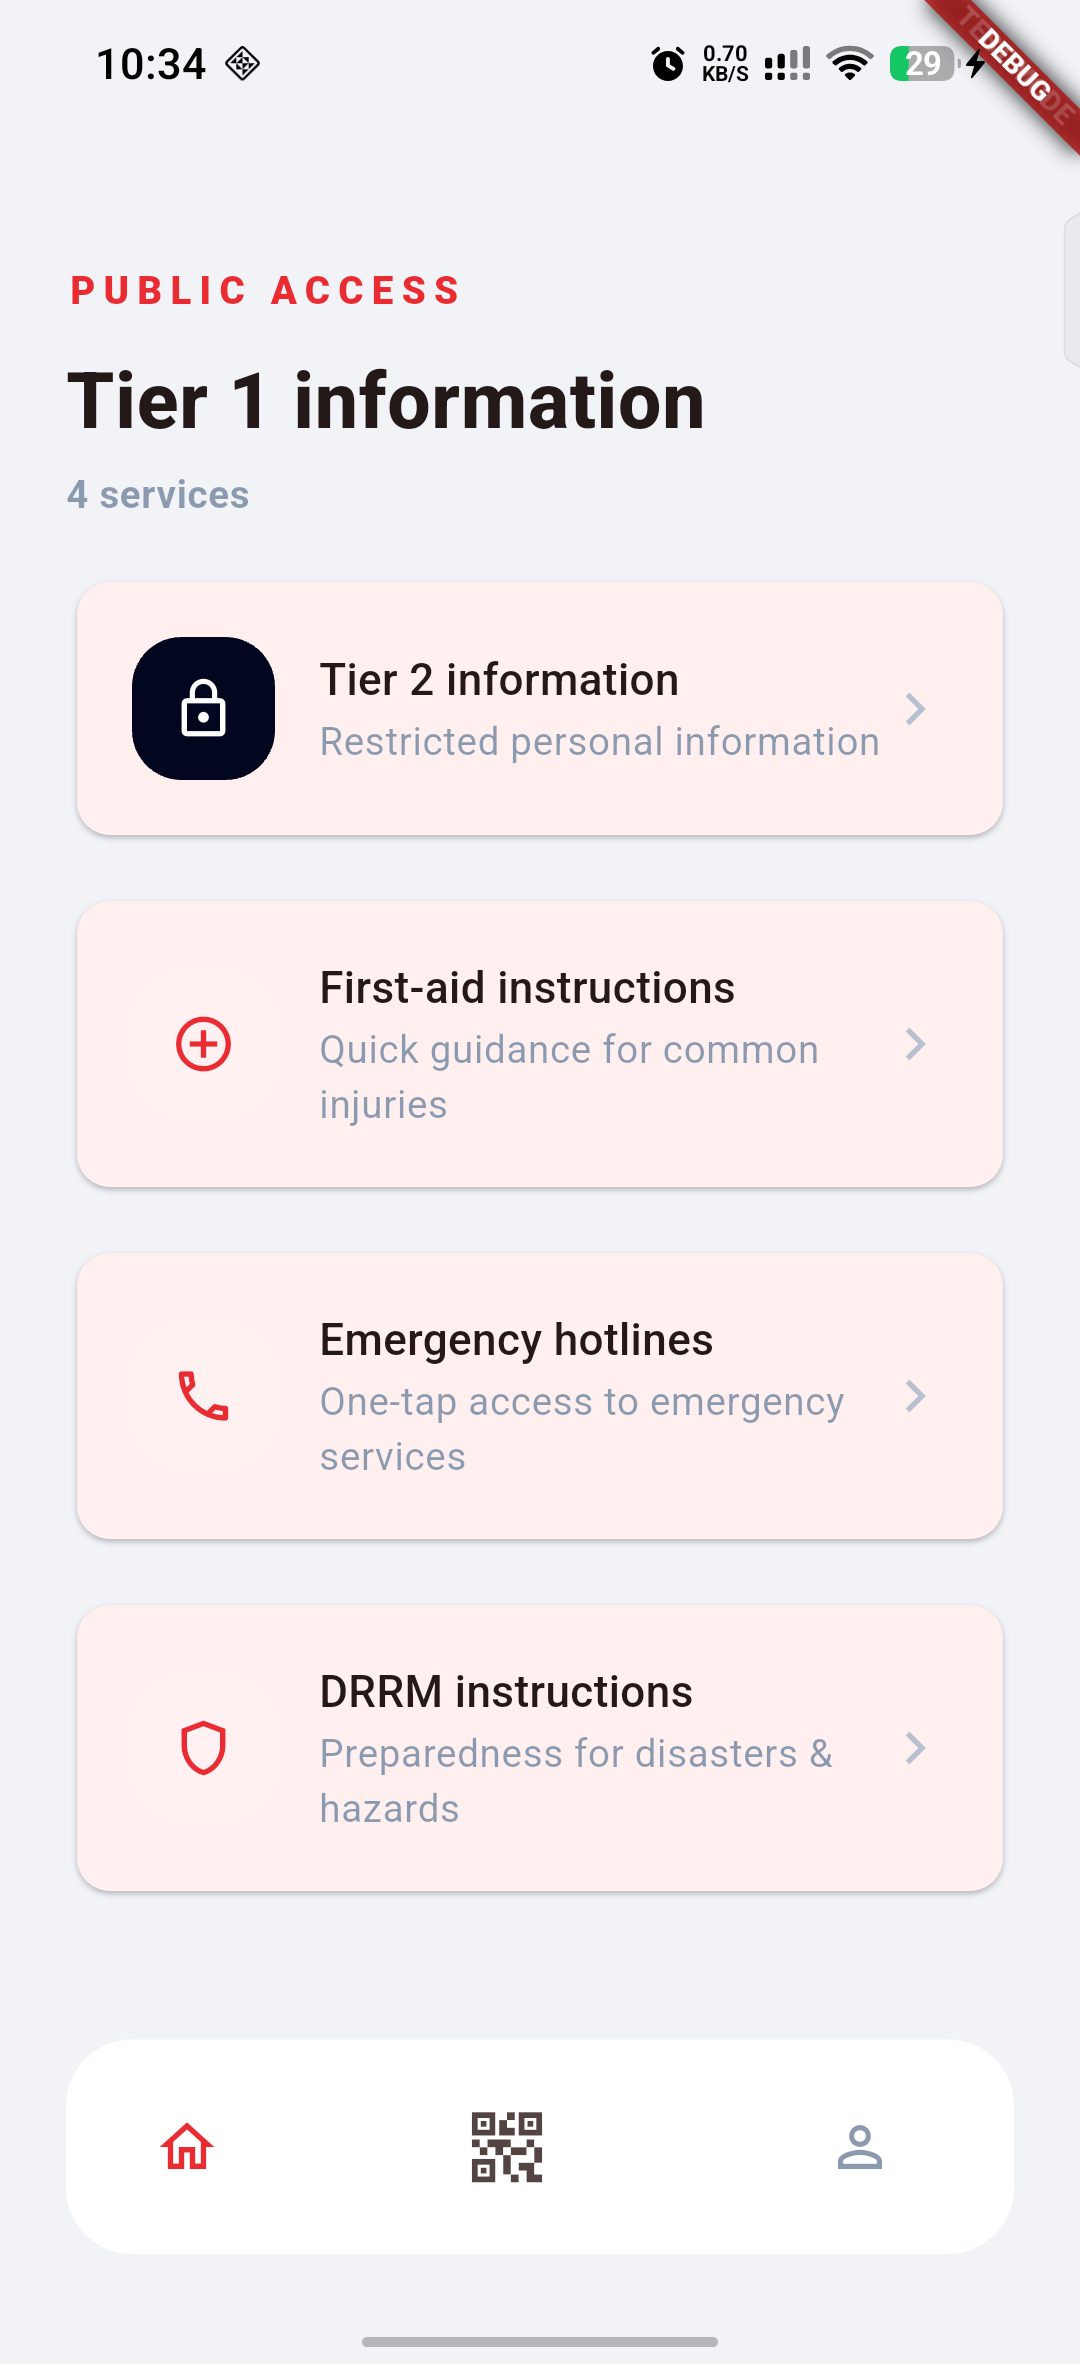 10:34
0.70
KB/S
29
DEBUG
PUBLIC ACCESS
Tier 1 information
4 services
Tier 2 information
Restricted personal information
First-aid instructions
Quick guidance for common
injuries
Emergency hotlines
One-tap access to emergency
services
DRRM instructions
Preparedness for disasters &
hazards